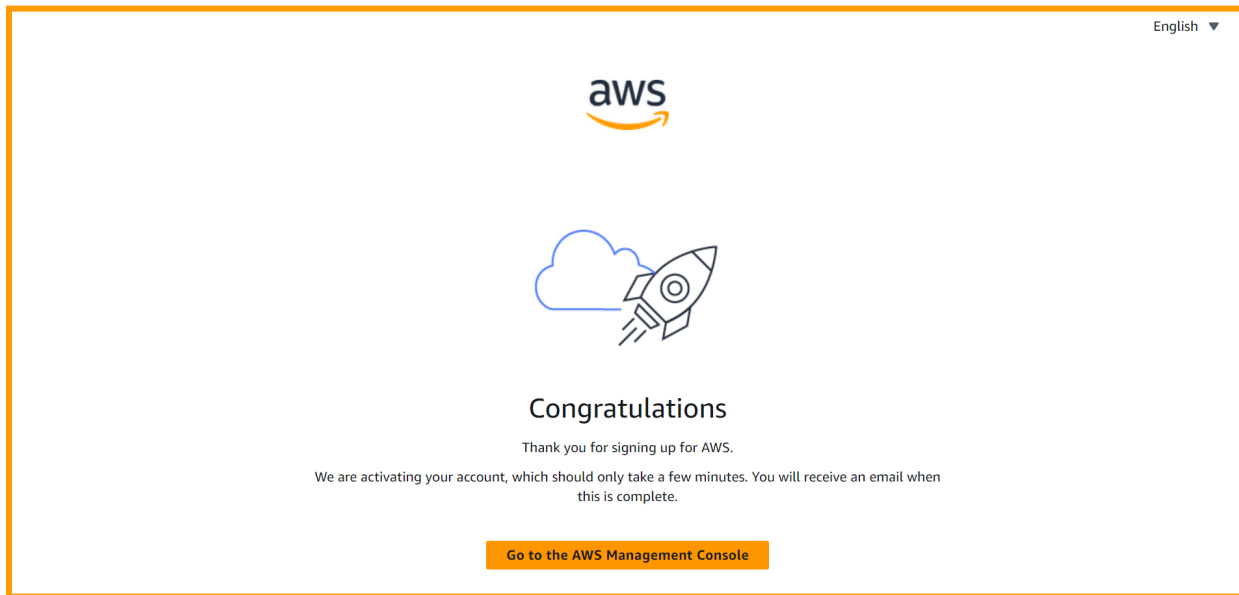 English
aws
Congratulations
Thank you for signing up for AWS.
We are activating your account, which should only take a few minutes. You will receive an email when
this is complete.
Go to the AWS Management Console